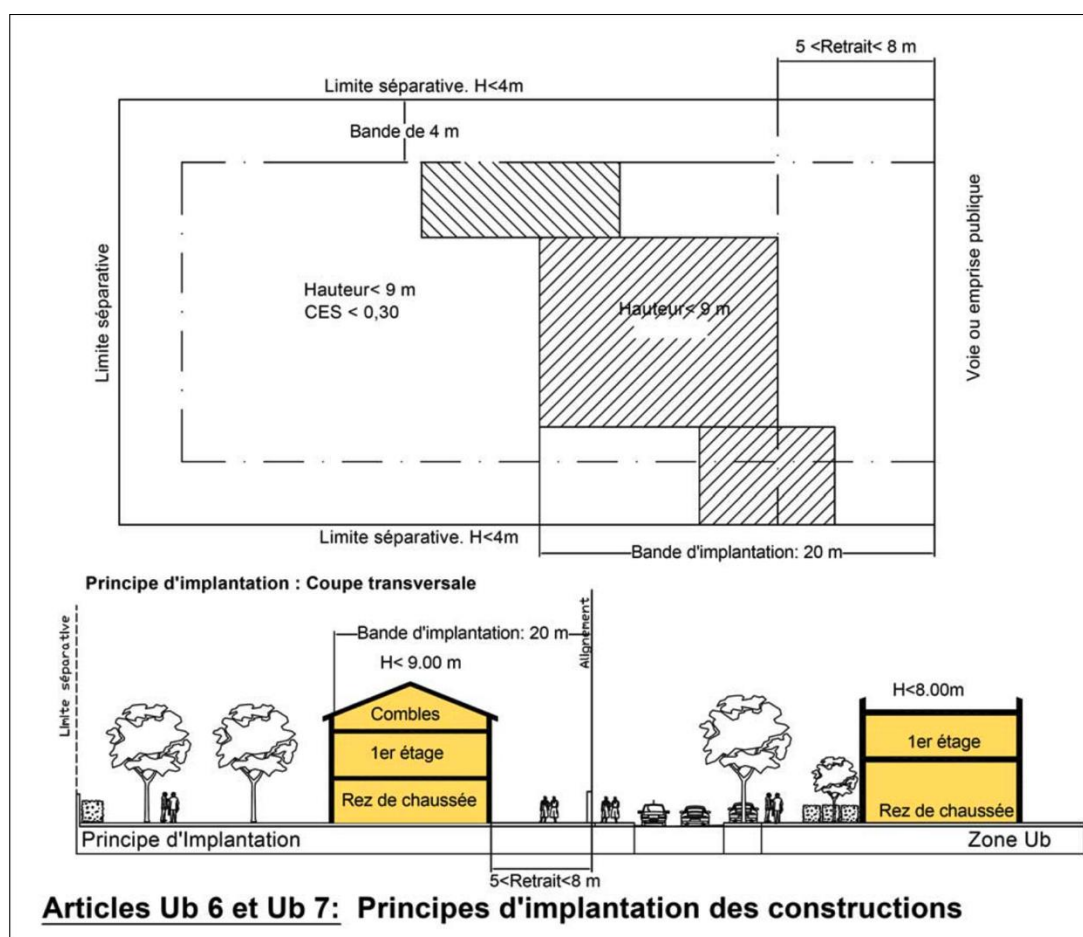 5 <Retrait< 8 m
Limite séparative. H<4m
Bande de 4 m
Limite séparative
Hauteur< 9 m
CES < 0,30
Hauteur< 9 m
Voie ou emprise publique
Limite séparative. H<4m
Bande d'implantation: 20 m
Principe d'implantation : Coupe transversale
Limite séparative
Bande d'implantation: 20 m
Alignement
H< 9.00 m
H<8.00m
Combles
1er étage
1er étage
Rez de chaussée
Rez de chaussée
Principe d'Implantation
Zone Ub
5<Retrait<8 m
Articles Ub 6 et Ub 7: Principes d'implantation des constructions